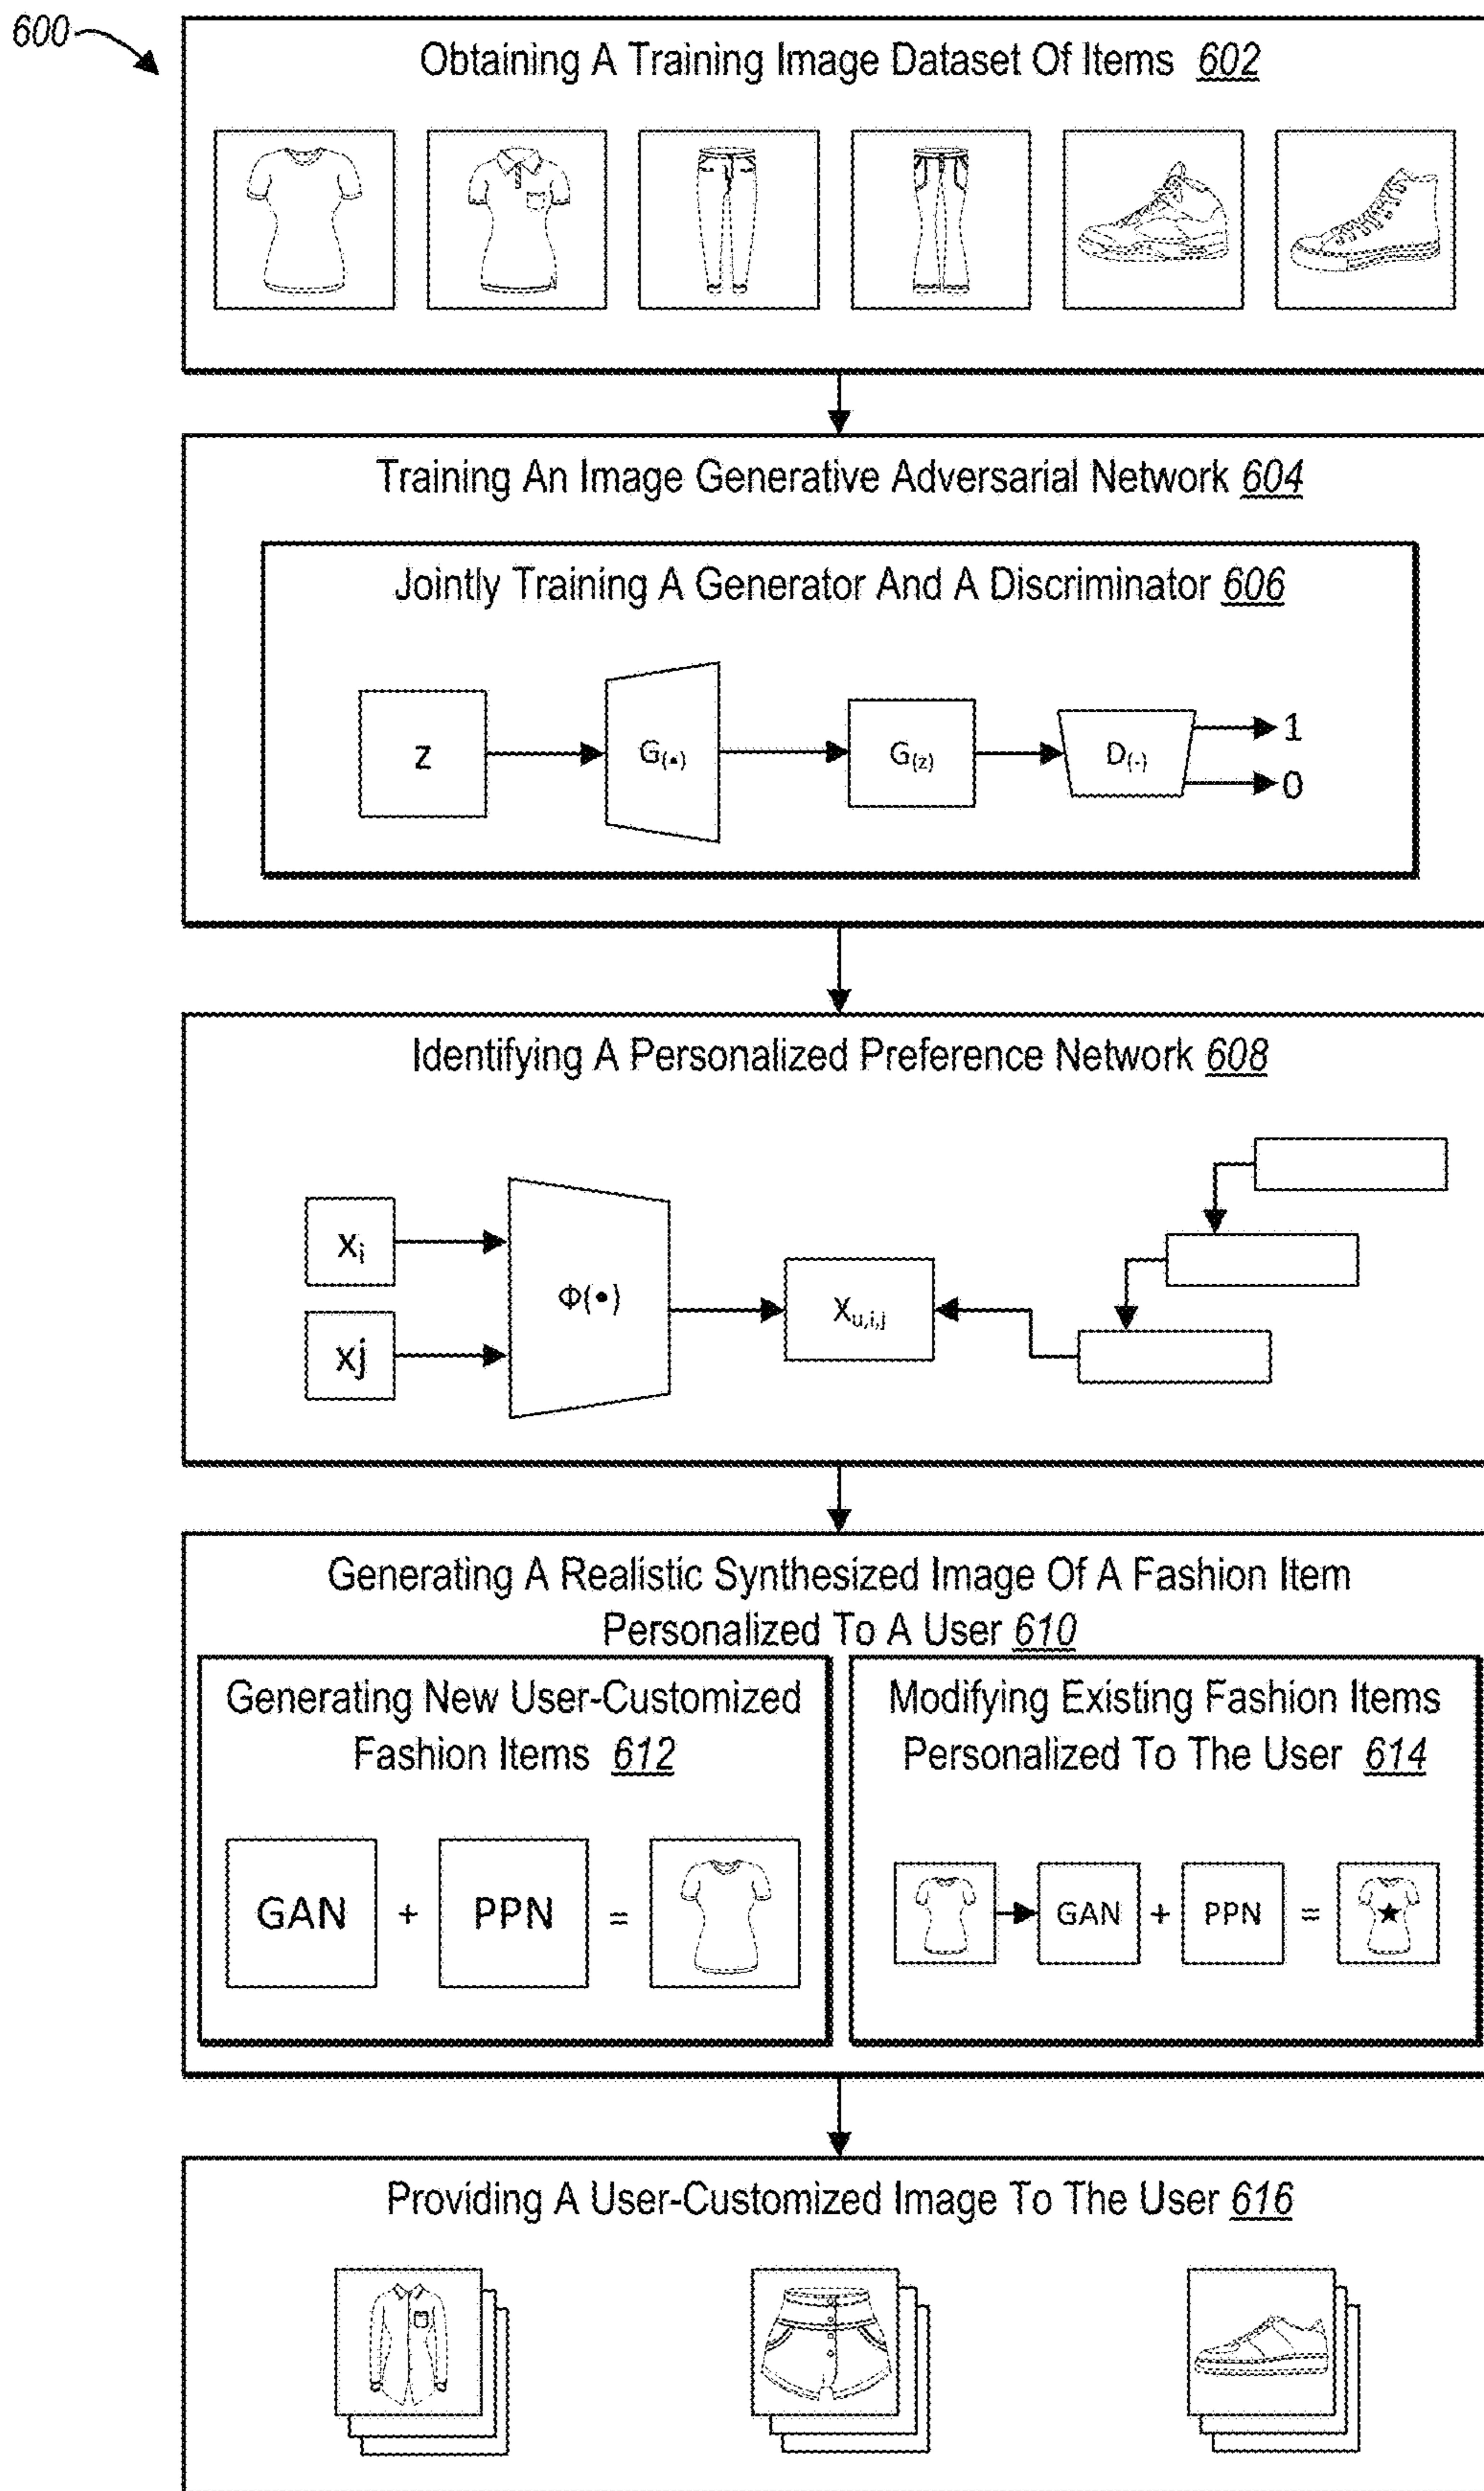 600
Obtaining A Training Image Dataset Of Items 602
Training An Image Generative Adversarial Network 604
Jointly Training A Generator And A Discriminator 606
z
G(•)
G(z)
D(-)
1
0
Identifying A Personalized Preference Network 608
xi
xj
Φ(•)
Xu,i,j
Generating A Realistic Synthesized Image Of A Fashion Item
Personalized To A User 610
Generating New User-Customized
Fashion Items 612
GAN + PPN =
Modifying Existing Fashion Items
Personalized To The User 614
GAN + PPN =
Providing A User-Customized Image To The User 616